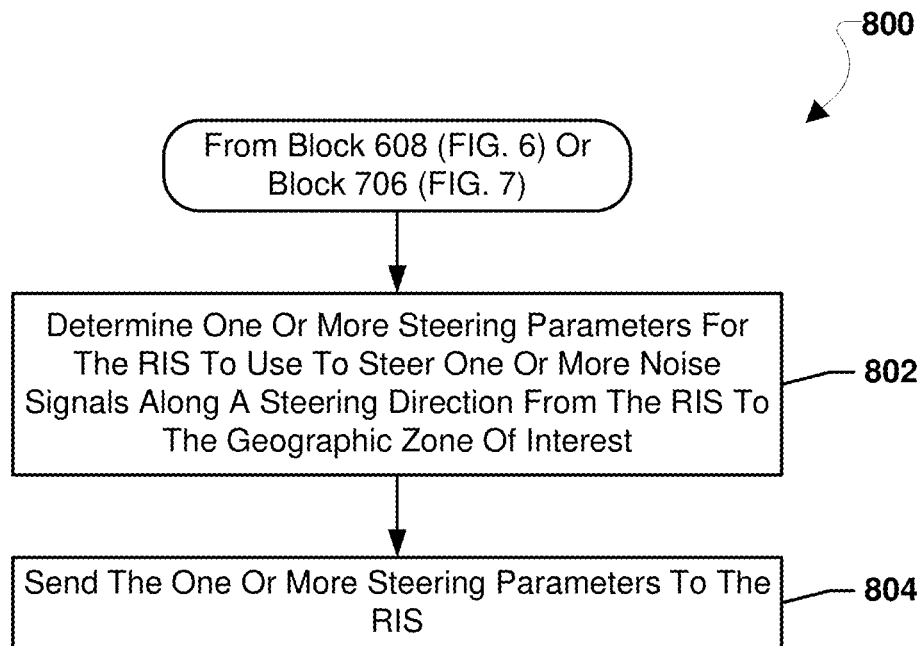 800
From Block 608 (FIG. 6) Or
Block 706 (FIG. 7)
Determine One Or More Steering Parameters For
The RIS To Use To Steer One Or More Noise
Signals Along A Steering Direction From The RIS To
The Geographic Zone Of Interest
802
Send The One Or More Steering Parameters To The
RIS
804